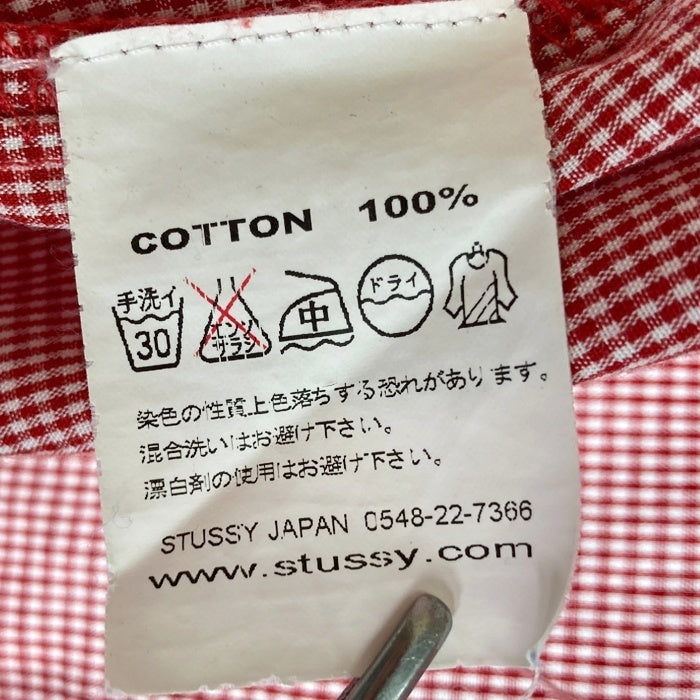 COTTON 100%
手洗イ 30 エンソサラシ 中 ドライ
染色の性質上色落ちする恐れがあります。
混合洗いはお避け下さい。
漂白剤の使用はお避け下さい。
STUSSY JAPAN 0548-22-7366
www.stussy.com